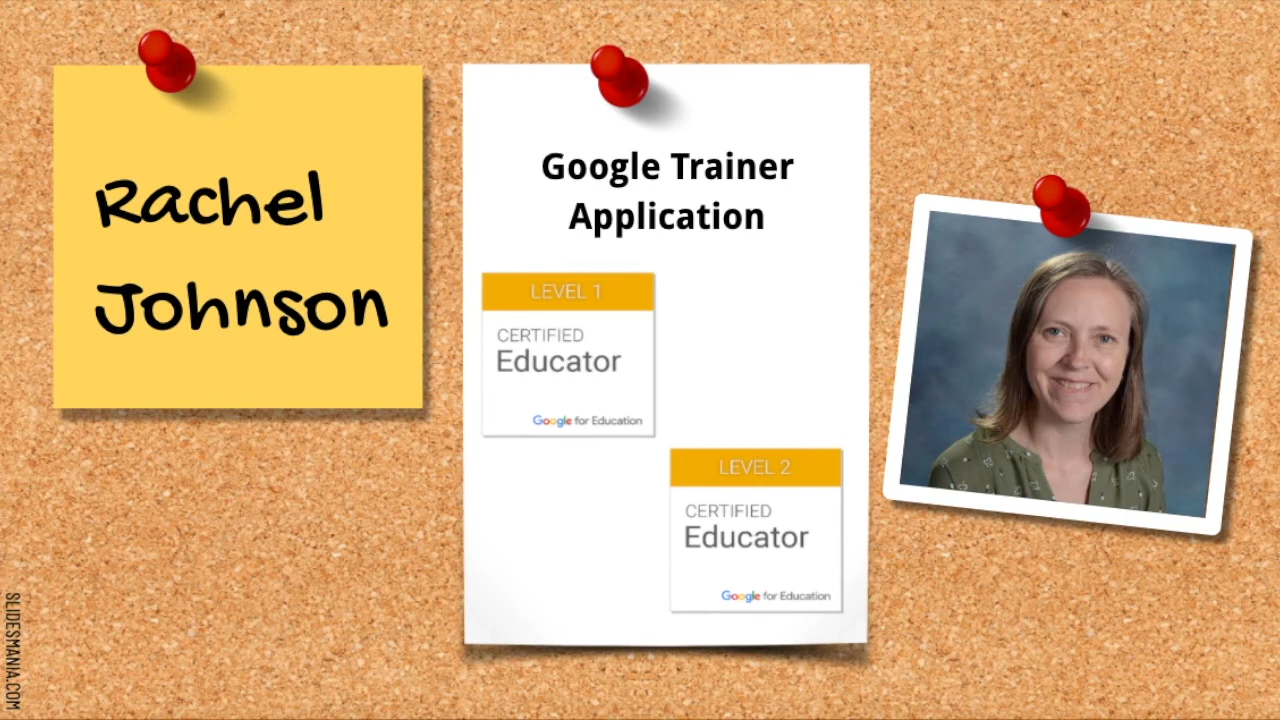 Rachel
Johnson
Google Trainer
Application
LEVEL 1
CERTIFIED
Educator
Google for Education
LEVEL 2
CERTIFIED
Educator
Google for Education
SLIDESMANIA.COM